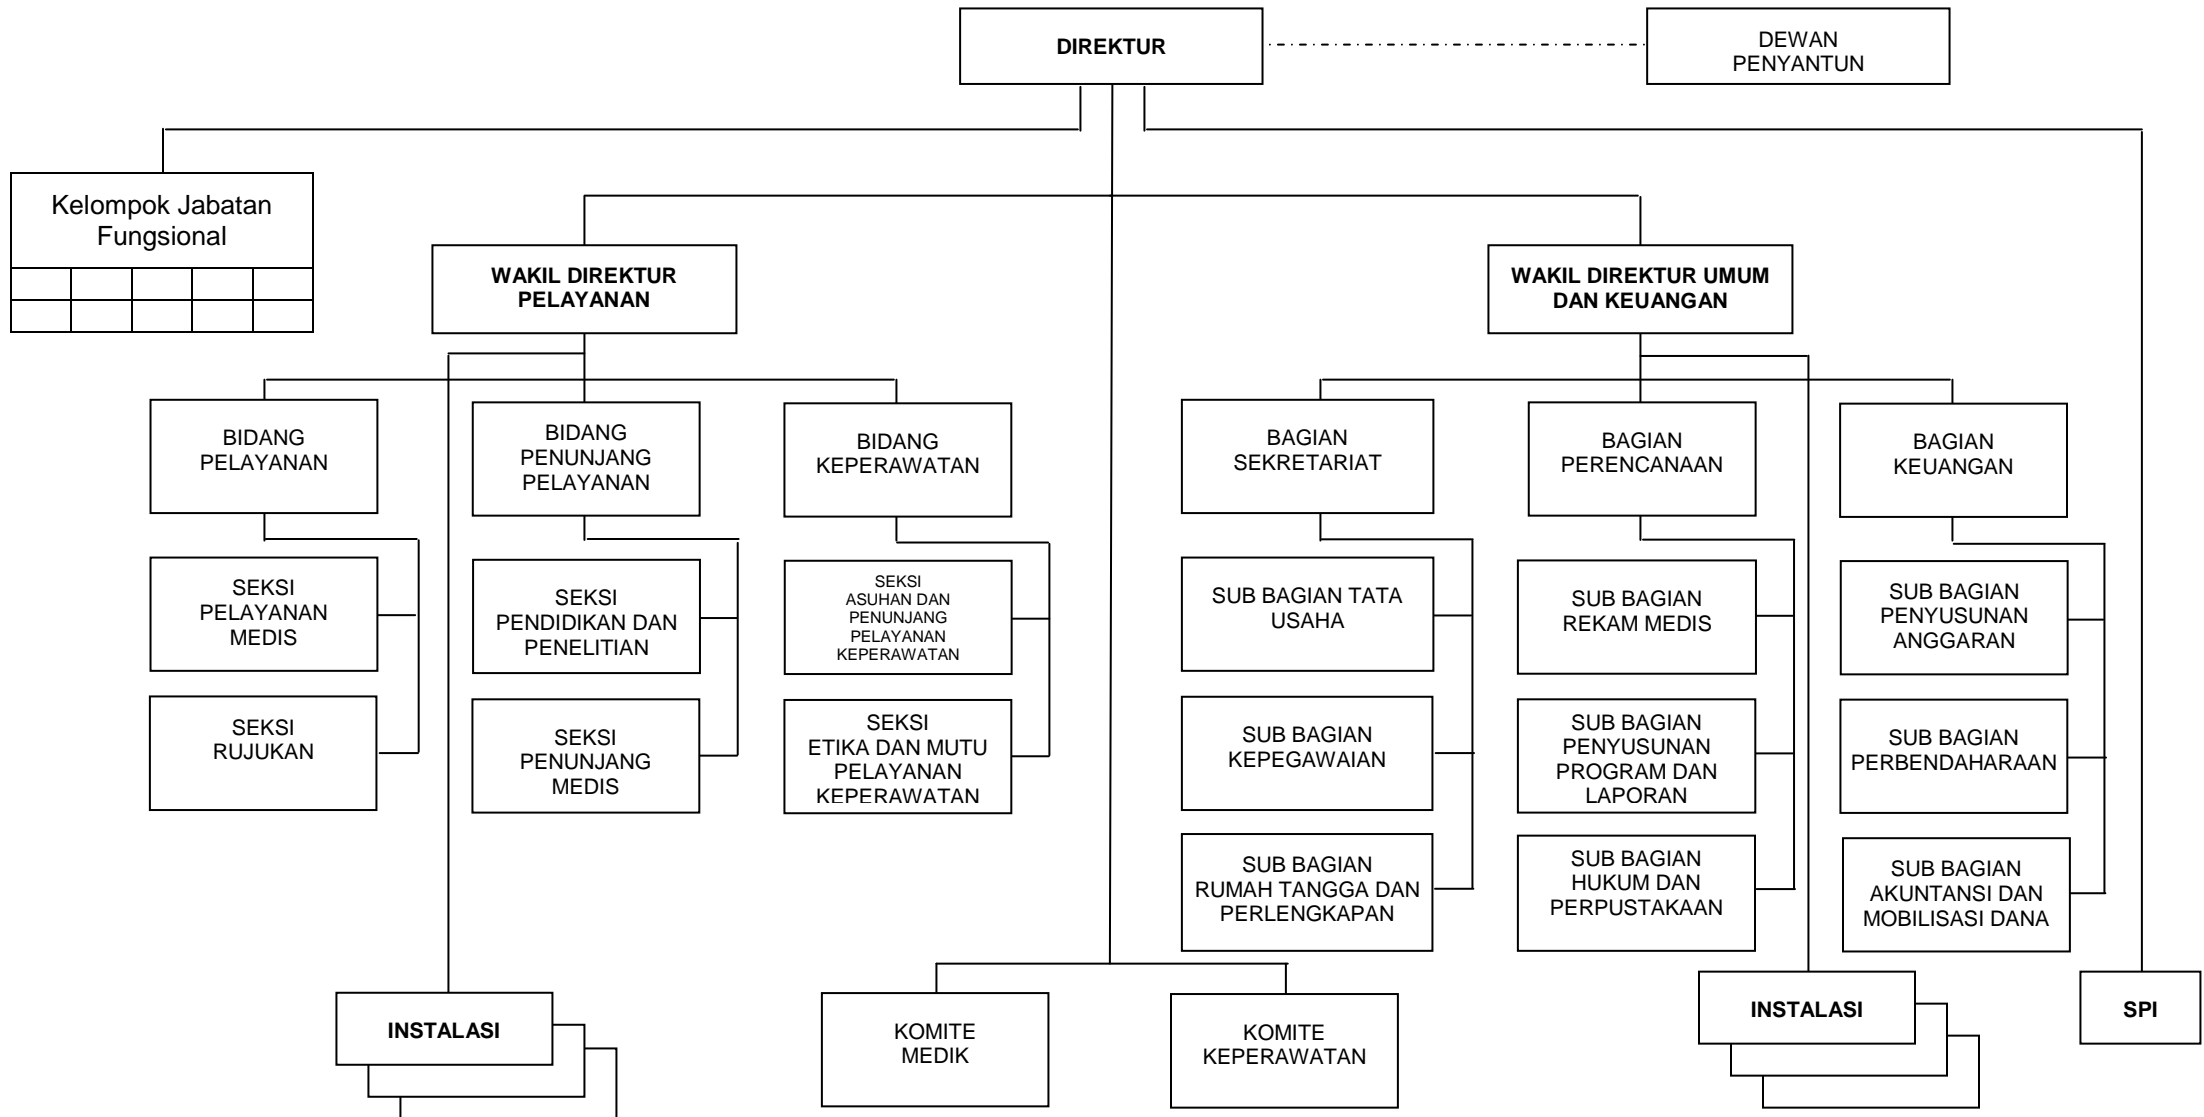 DIREKTUR
DEWAN
PENYANTUN
Kelompok Jabatan
Fungsional
WAKIL DIREKTUR
PELAYANAN
WAKIL DIREKTUR UMUM
DAN KEUANGAN
BIDANG
PELAYANAN
BIDANG
PENUNJANG
PELAYANAN
BIDANG
KEPERAWATAN
BAGIAN
SEKRETARIAT
BAGIAN
PERENCANAAN
BAGIAN
KEUANGAN
SEKSI
PELAYANAN
MEDIS
SEKSI
PENDIDIKAN DAN
PENELITIAN
SEKSI
ASUHAN DAN
PENUNJANG
PELAYANAN
KEPERAWATAN
SUB BAGIAN TATA
USAHA
SUB BAGIAN
REKAM MEDIS
SUB BAGIAN
PENYUSUNAN
ANGGARAN
SEKSI
RUJUKAN
SEKSI
PENUNJANG
MEDIS
SEKSI
ETIKA DAN MUTU
PELAYANAN
KEPERAWATAN
SUB BAGIAN
KEPEGAWAIAN
SUB BAGIAN
PENYUSUNAN
PROGRAM DAN
LAPORAN
SUB BAGIAN
PERBENDAHARAAN
SUB BAGIAN
RUMAH TANGGA DAN
PERLENGKAPAN
SUB BAGIAN
HUKUM DAN
PERPUSTAKAAN
SUB BAGIAN
AKUNTANSI DAN
MOBILISASI DANA
INSTALASI
KOMITE
MEDIK
KOMITE
KEPERAWATAN
INSTALASI
SPI